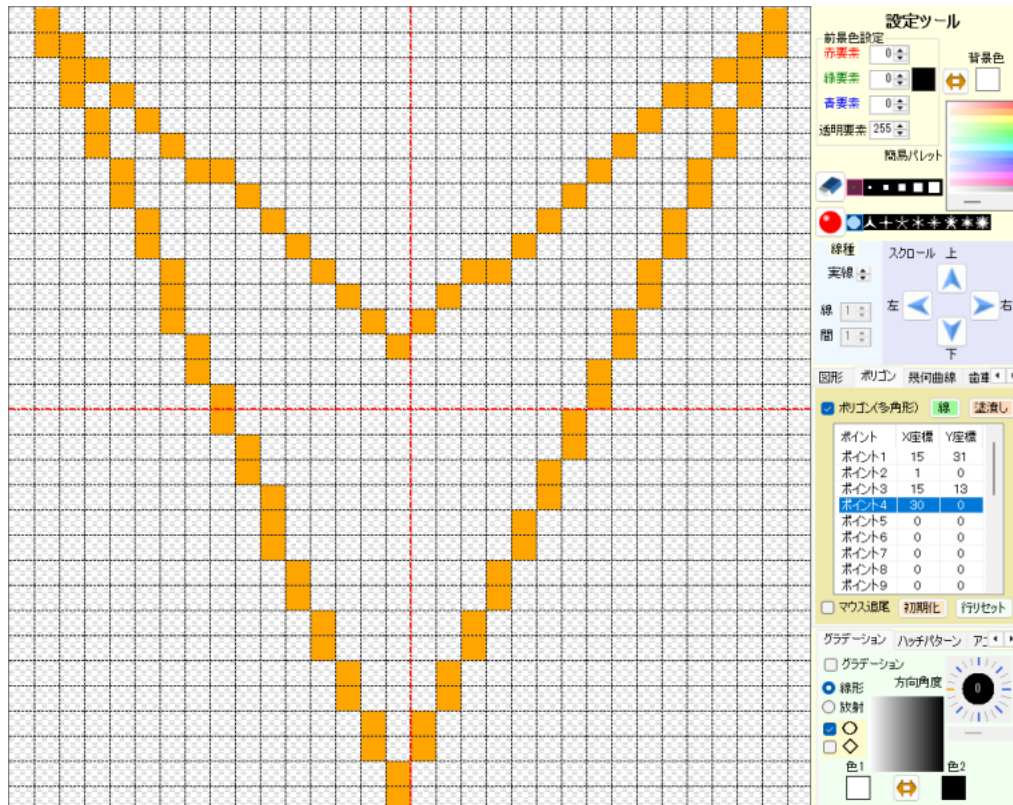 設定ツール
前景色設定
赤要素 0
背景色
緑要素 0
青要素 0
透明要素 255
簡易パレット
線種
実線
線 1
間 1
スクロール 上
左
右
下
図形 ポリゴン 幾何曲線
ポリゴン(多角形) 線 塗潰し
ポイント X座標 Y座標
ポイント1 15 31
ポイント2 1 0
ポイント3 15 13
ポイント4 30 0
ポイント5 0 0
ポイント6 0 0
ポイント7 0 0
ポイント8 0 0
ポイント9 0 0
マウス追尾 初期化 行リセット
グラデーション ハッチパターン
グラデーション
線形 方向角度
0
放射
色1 色2